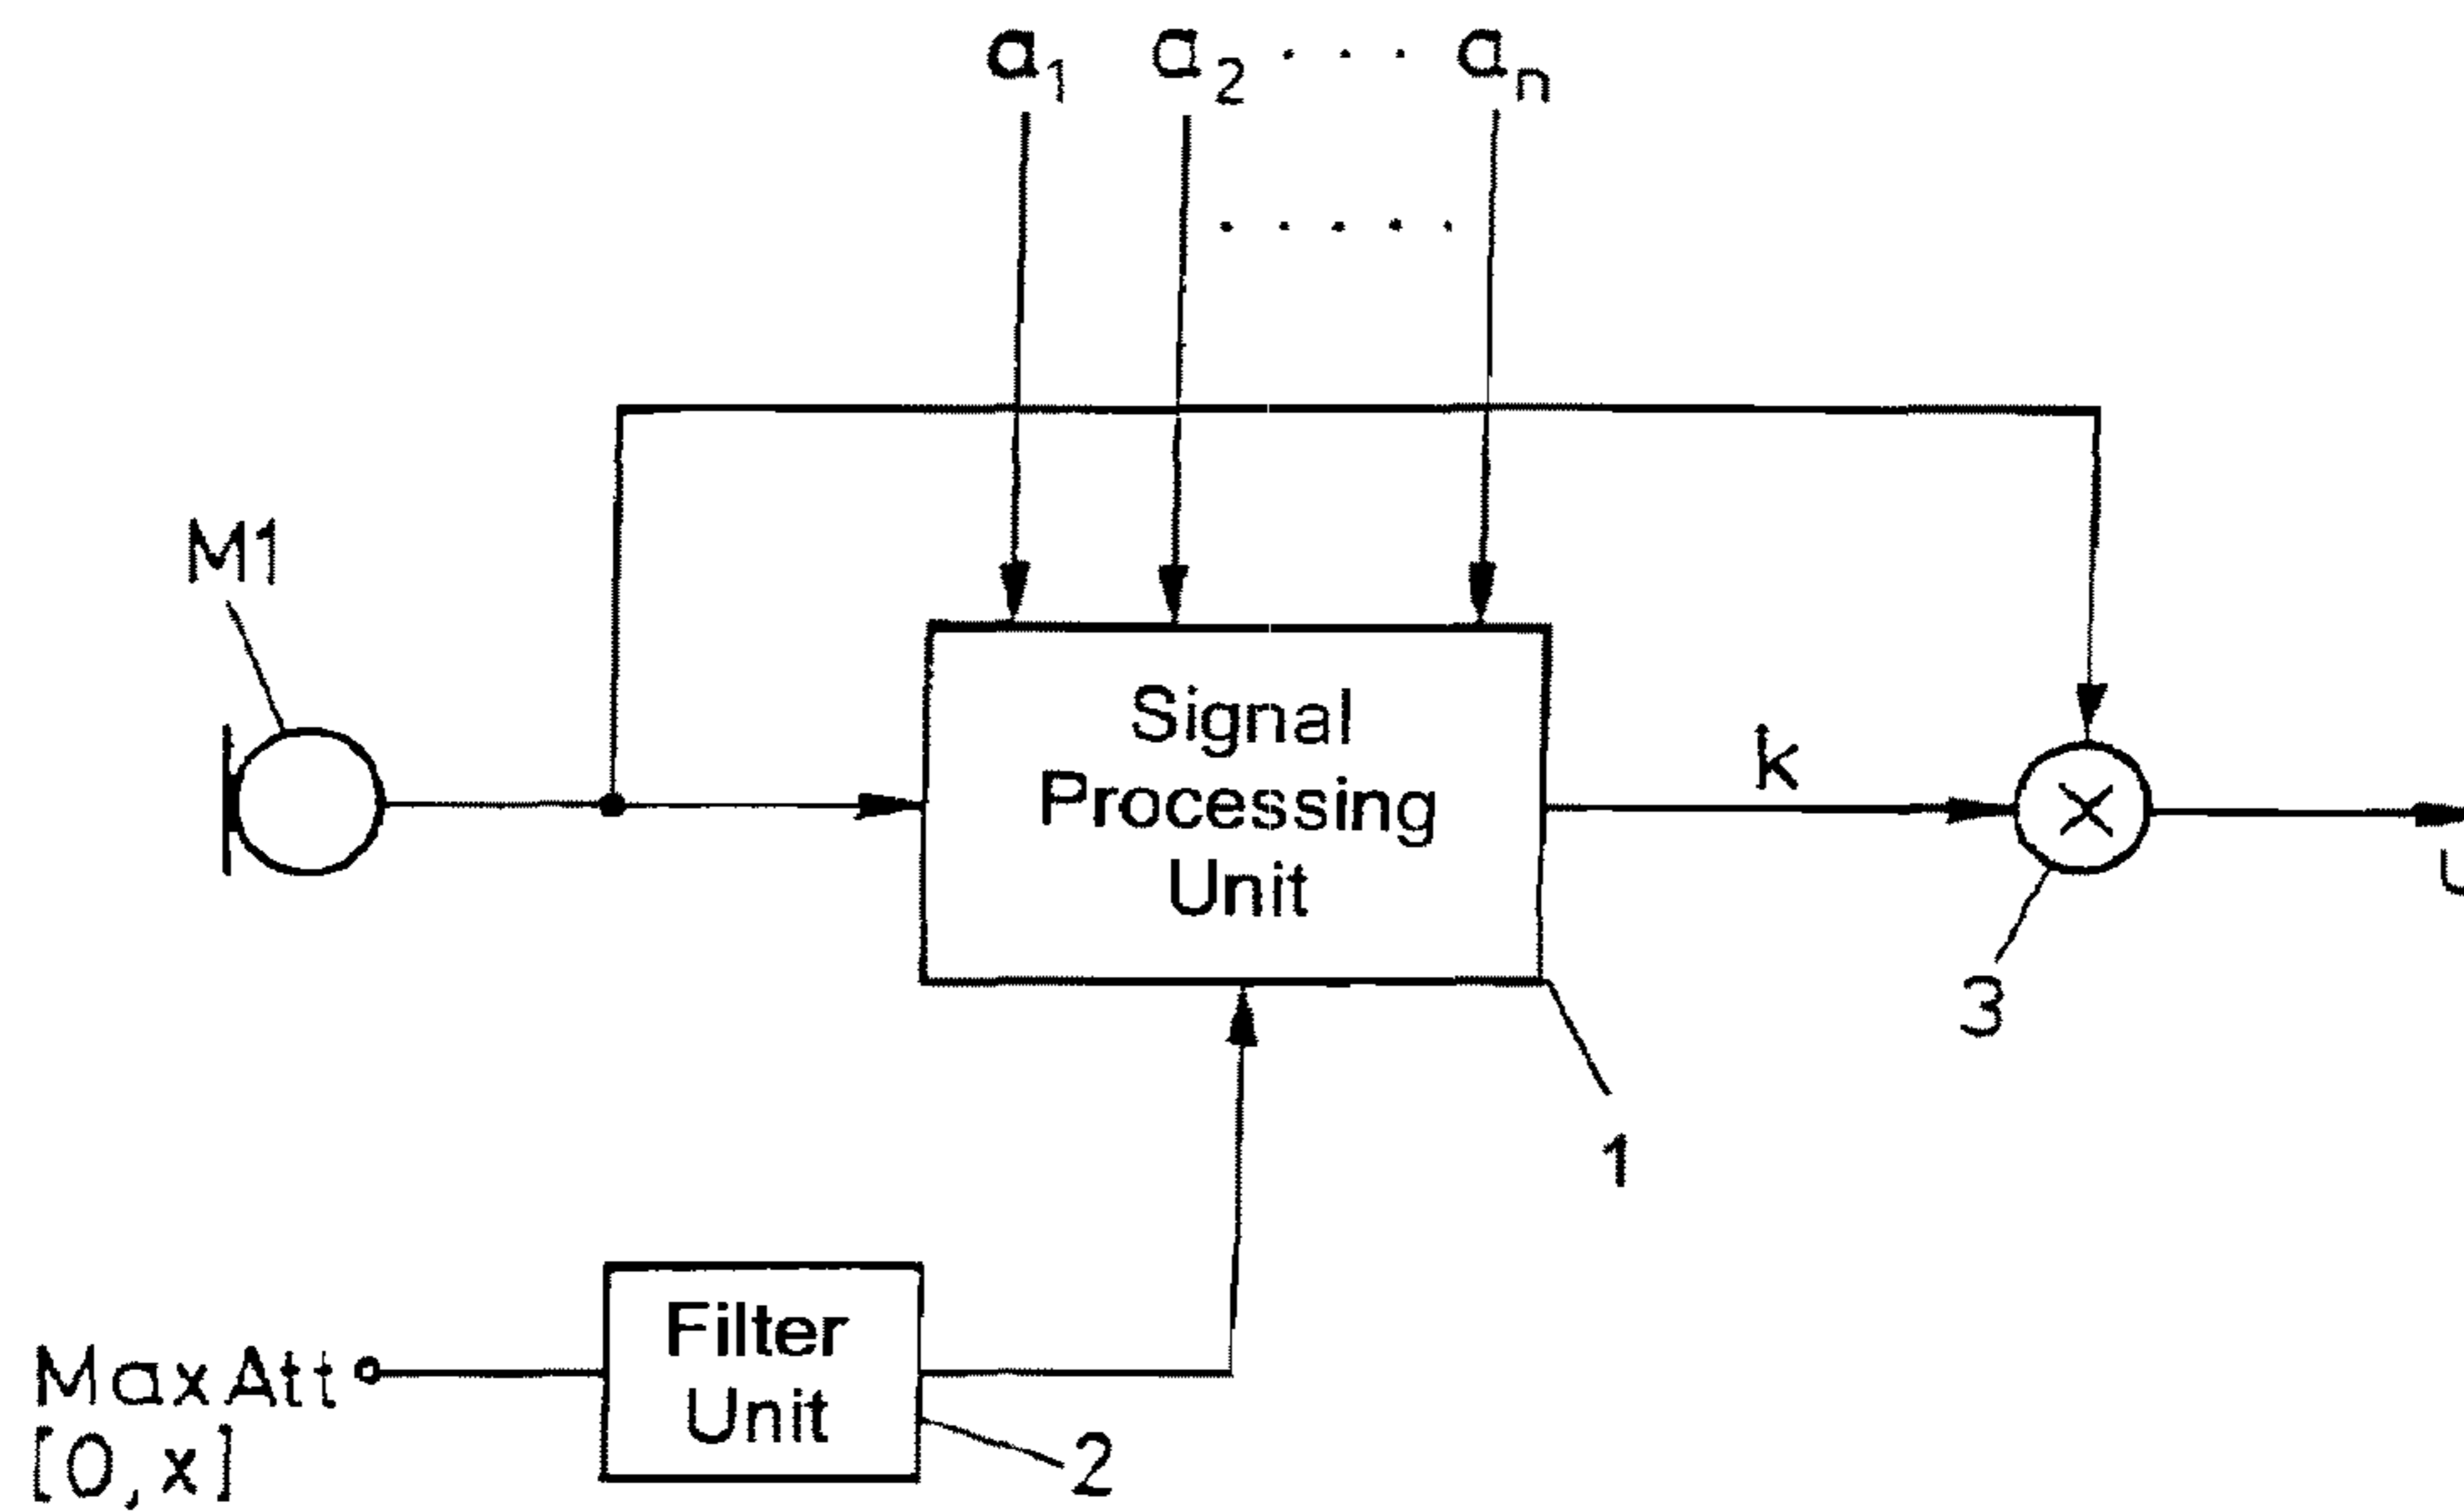 a1 a2 . . . an
. . . . .
M1
Signal
Processing
Unit
k
3
1
Filter
Unit
MaxAtt
[0,x]
2